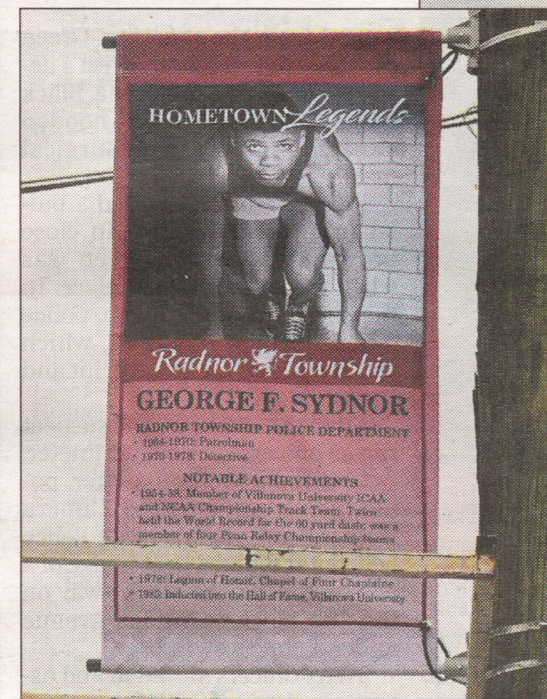 HOMETOWN Legends
Radnor Township
GEORGE F. SYDNOR
RADNOR TOWNSHIP POLICE DEPARTMENT
• 1964-1970: Patrolman
• 1970-1978: Detective
NOTABLE ACHIEVEMENTS
• 1954-58: Member of Villanova University ICAA
and NCAA Championship Track Team. Twice
held the World Record for the 60 yard dash; was a
member of four Penn Relay Championship teams
• 1978: Legion of Honor, Chapel of Four Chaplains
• 1985: Inducted into the Hall of Fame, Villanova University